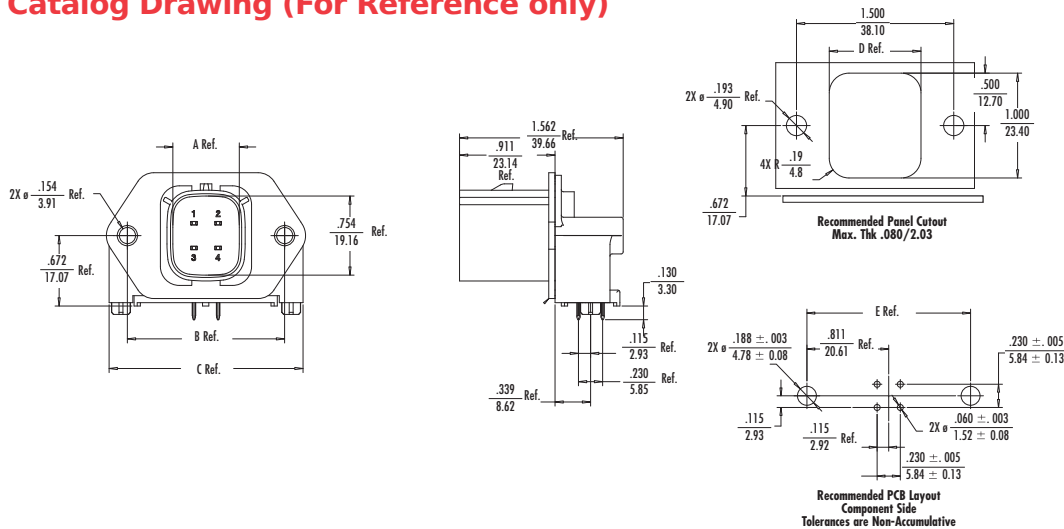 Catalog Drawing (For Reference only)
A Ref.
2X ø .154 Ref.
3.91
1 2
3 4
.754 Ref.
19.16
.672 Ref.
17.07
B Ref.
C Ref.
1.562 Ref.
39.66
.911
23.14
Ref.
.130
3.30
.115 Ref.
2.93
.230 Ref.
5.85
.339 Ref.
8.62
1.500
38.10
D Ref.
2X ø .193 Ref.
4.90
.500
12.70
1.000
23.40
4X R .19
4.8
.672
17.07
Recommended Panel Cutout
Max. Thk .080/2.03
E Ref.
.811 Ref.
20.61
2X ø .188 ±.003
4.78 ± 0.08
.230 ±.005
5.84 ± 0.13
.115
2.93
.115 Ref.
2.92
2X ø .060 ±.003
1.52 ± 0.08
.230 ±.005
5.84 ± 0.13
Recommended PCB Layout
Component Side
Tolerances are Non-Accumulative